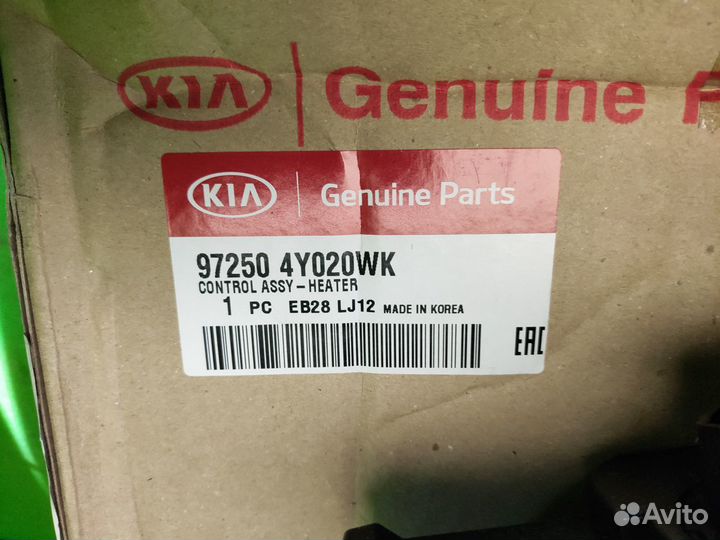 KIA Genuine P
KIA Genuine Parts
97250 4Y020WK
CONTROL ASSY-HEATER
1 PC EB28 LJ12 MADE IN KOREA
EAC
Avito